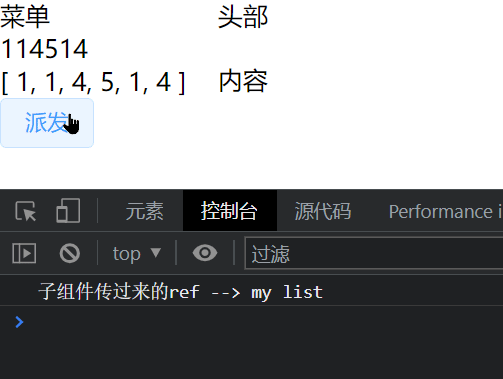 菜单 头部
114514
[ 1, 1, 4, 5, 1, 4 ] 内容
派发
元素 控制台 源代码 Performance i
top ▼ 过滤
子组件传过来的ref --> my list
>